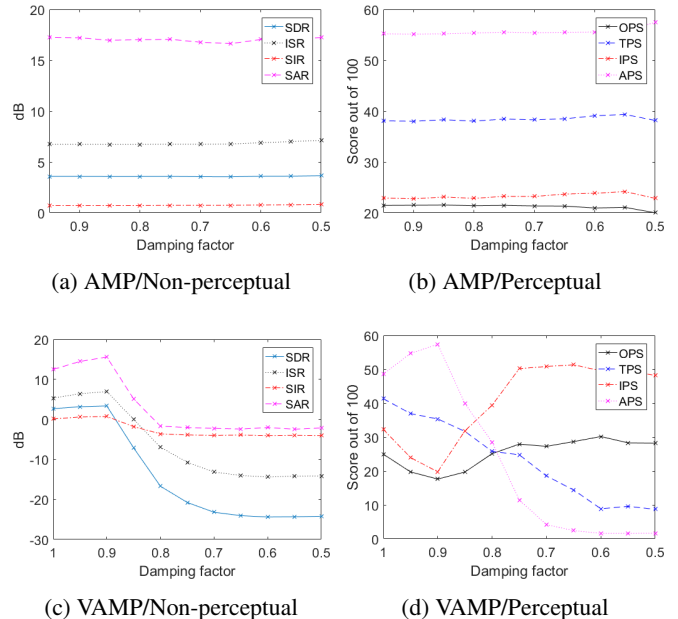 20
15
10
5
0
dB
0.9 0.8 0.7 0.6 0.5
Damping factor
SDR
ISR
SIR
SAR
(a) AMP/Non-perceptual
60
50
40
30
20
Score out of 100
0.9 0.8 0.7 0.6 0.5
Damping factor
OPS
TPS
IPS
APS
(b) AMP/Perceptual
20
10
0
-10
-20
-30
dB
1 0.9 0.8 0.7 0.6 0.5
Damping factor
SDR
ISR
SIR
SAR
(c) VAMP/Non-perceptual
60
50
40
30
20
10
0
Score out of 100
1 0.9 0.8 0.7 0.6 0.5
Damping factor
OPS
TPS
IPS
APS
(d) VAMP/Perceptual